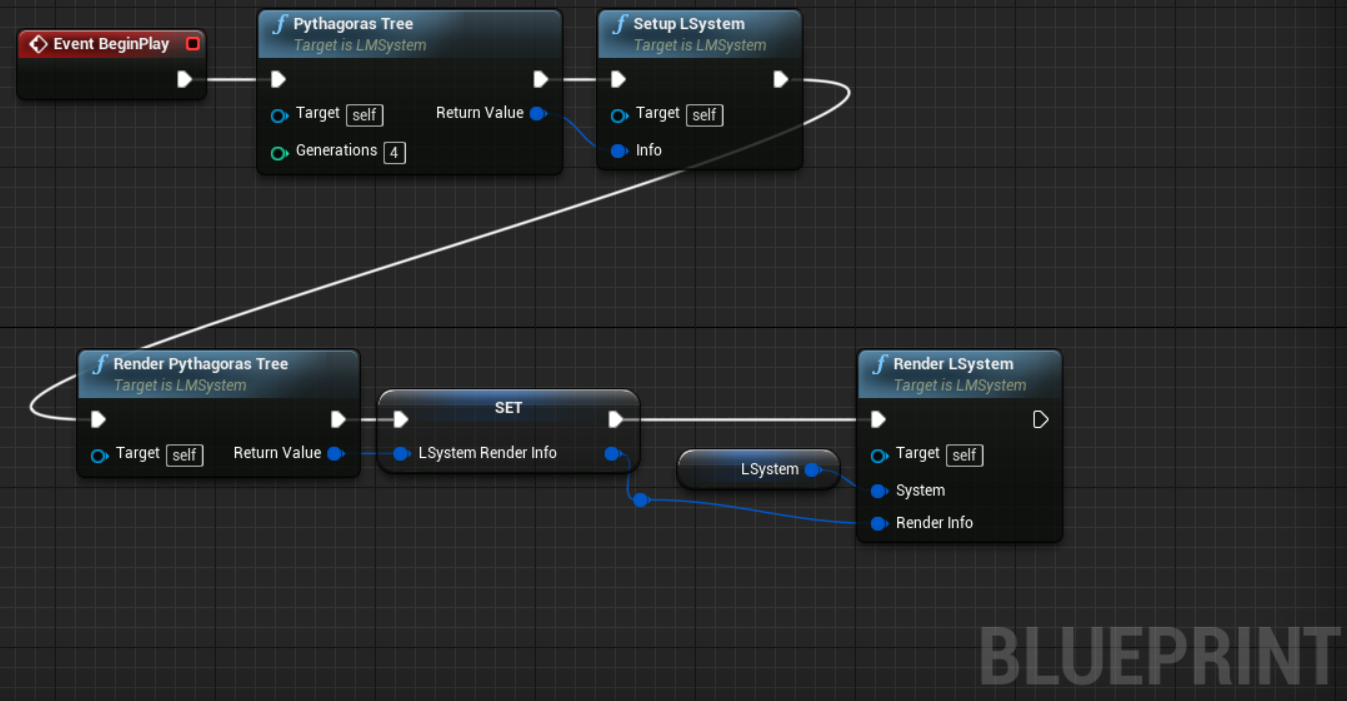 Event BeginPlay
Pythagoras Tree
Target is LMSystem
Target self
Return Value
Generations 4
Setup LSystem
Target is LMSystem
Target self
Info
Render Pythagoras Tree
Target is LMSystem
Target self
Return Value
SET
LSystem Render Info
LSystem
Render LSystem
Target is LMSystem
Target self
System
Render Info
BLUEPRINT